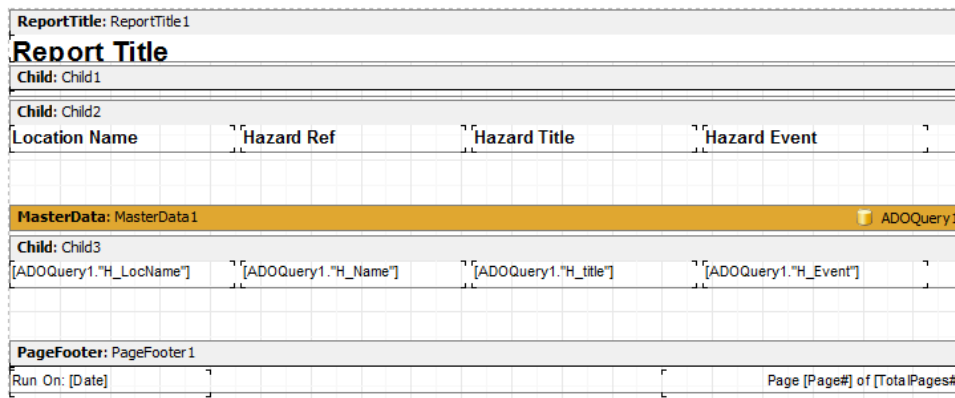 ReportTitle: ReportTitle1
Report Title
Child: Child1
Child: Child2
Location Name Hazard Ref Hazard Title Hazard Event
MasterData: MasterData1 ADOQuery1
Child: Child3
[ADOQuery1."H_LocName"] [ADOQuery1."H_Name"] [ADOQuery1."H_title"] [ADOQuery1."H_Event"]
PageFooter: PageFooter1
Run On: [Date] Page [Page#] of [TotalPages#